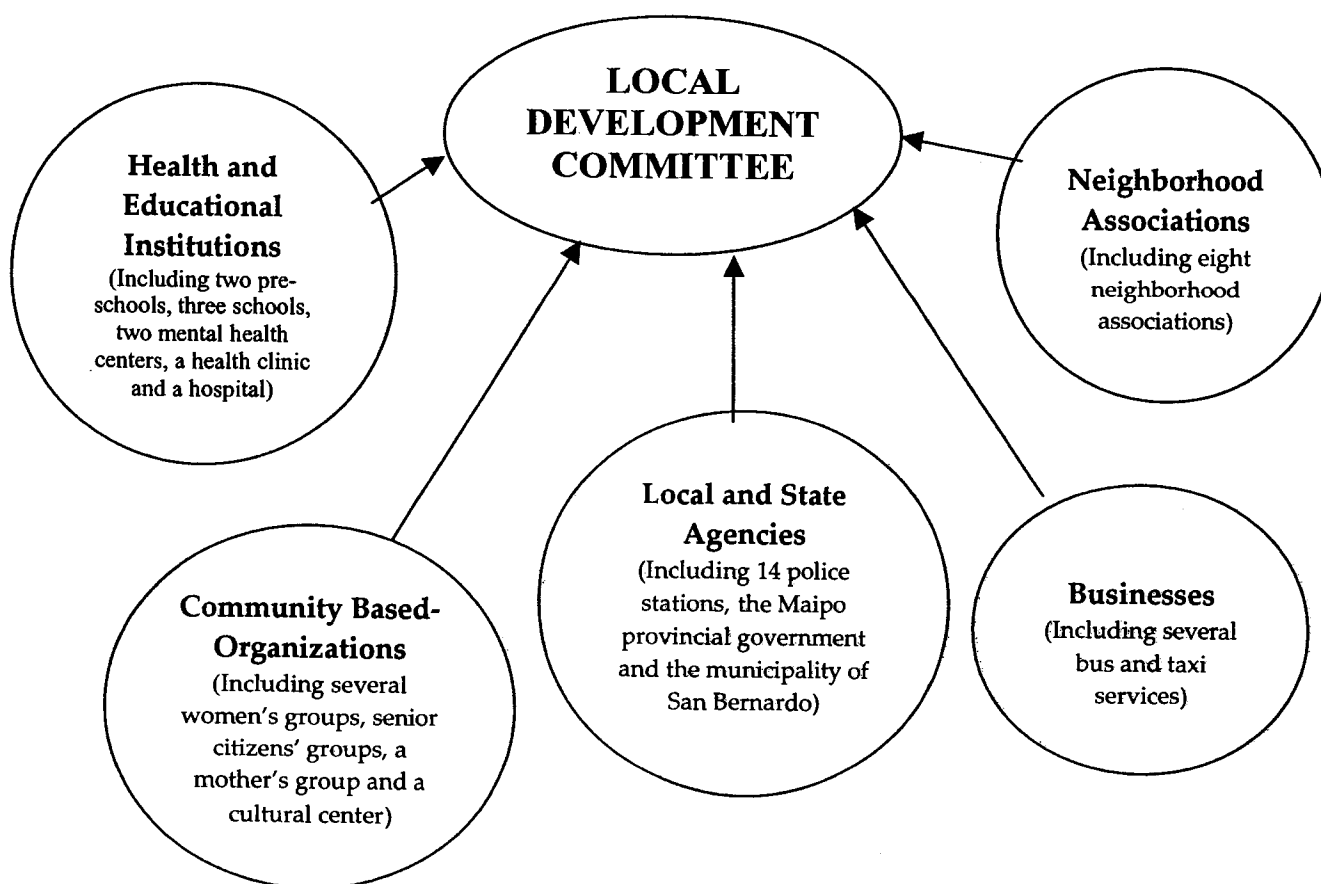 LOCAL
DEVELOPMENT
COMMITTEE
Health and
Educational
Institutions
(Including two pre-
schools, three schools,
two mental health
centers, a health clinic
and a hospital)
Neighborhood
Associations
(Including eight
neighborhood
associations)
Community Based-
Organizations
(Including several
women's groups, senior
citizens' groups, a
mother's group and a
cultural center)
Local and State
Agencies
(Including 14 police
stations, the Maipo
provincial government
and the municipality of
San Bernardo)
Businesses
(Including several
bus and taxi
services)